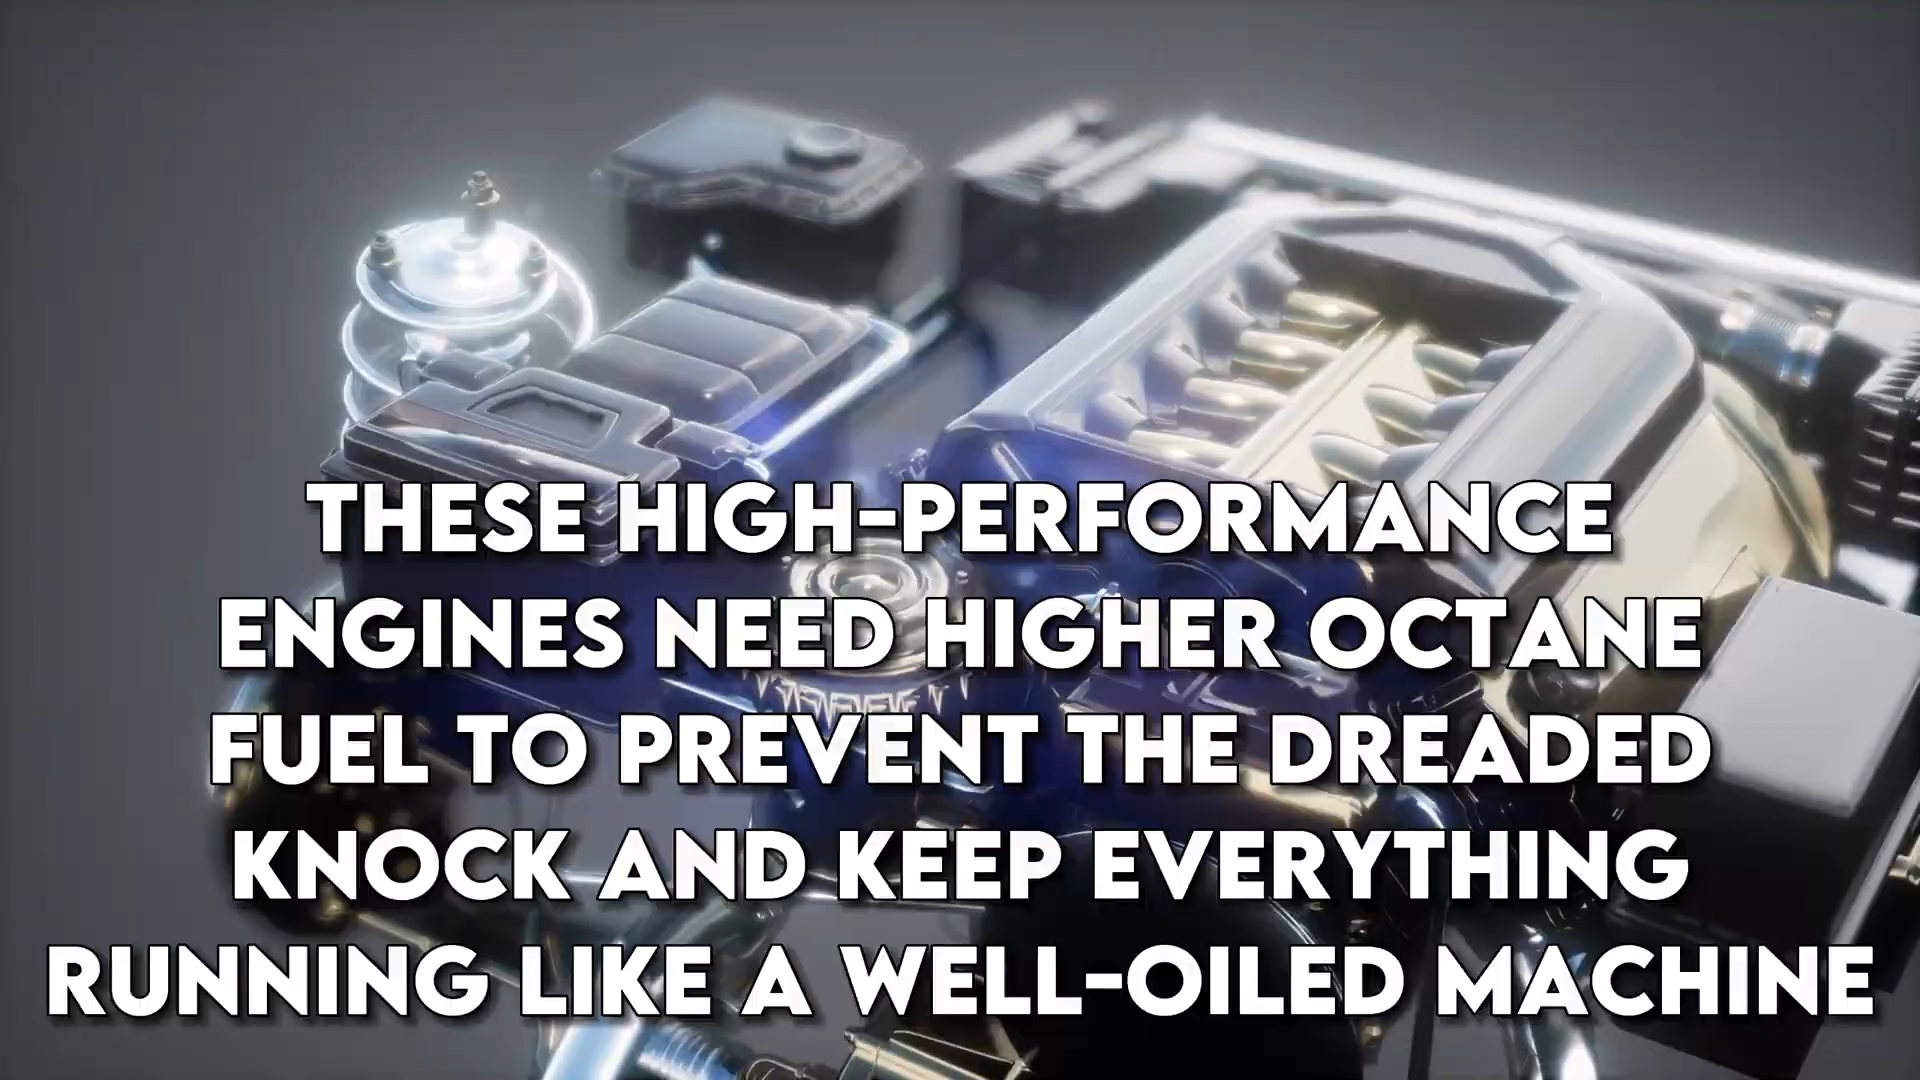 THESE HIGH-PERFORMANCE
ENGINES NEED HIGHER OCTANE
FUEL TO PREVENT THE DREADED
KNOCK AND KEEP EVERYTHING
RUNNING LIKE A WELL-OILED MACHINE